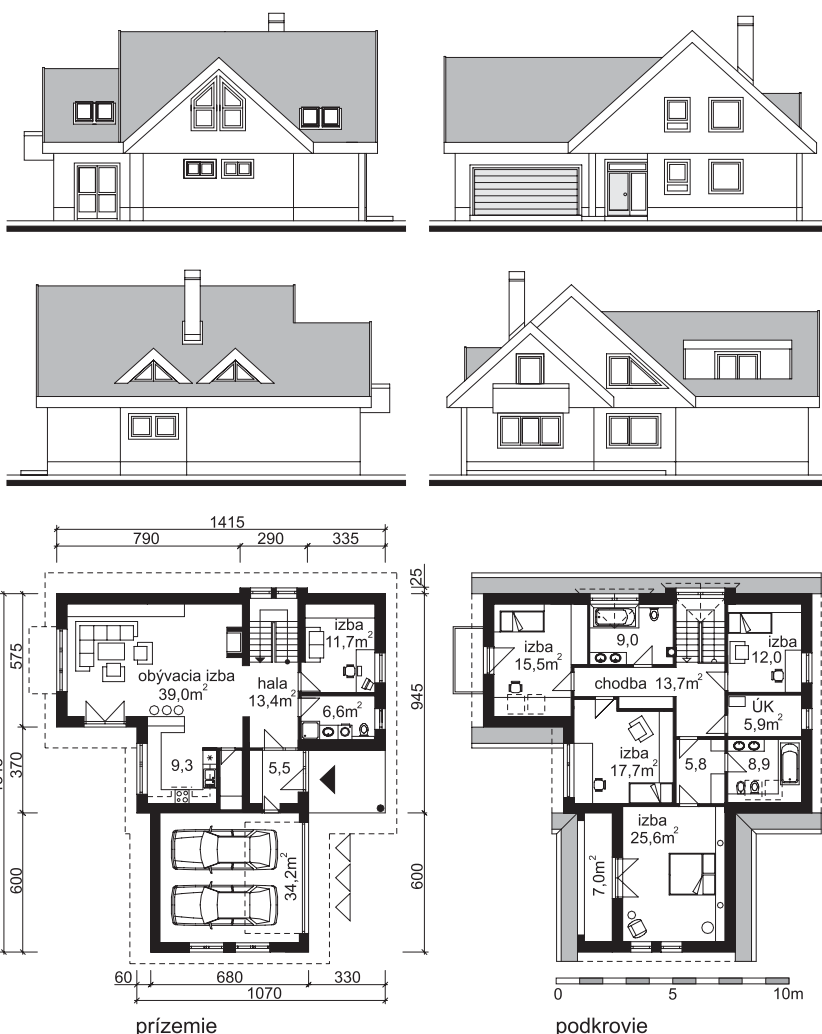 1415
790 290 335
25
575
945
370
600
600
izba
11,7m²
obývacia izba
39,0m²
hala
13,4m²
6,6m²
9,3
5,5
34,2m²
60 680 330
1070
prízemie
izba
15,5m²
9,0
izba
12,0
chodba 13,7m²
ÚK
5,9m²
izba
17,7m²
5,8
8,9
izba
25,6m²
7,0m²
0 5 10m
podkrovie